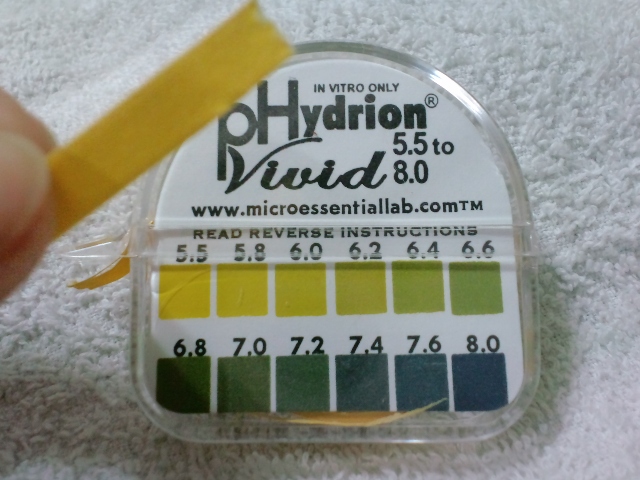 IN VITRO ONLY
pHydrion®
Vivid 5.5 to 8.0
www.microessentiallab.com™
READ REVERSE INSTRUCTIONS
5.5 5.8 6.0 6.2 6.4 6.6
6.8 7.0 7.2 7.4 7.6 8.0